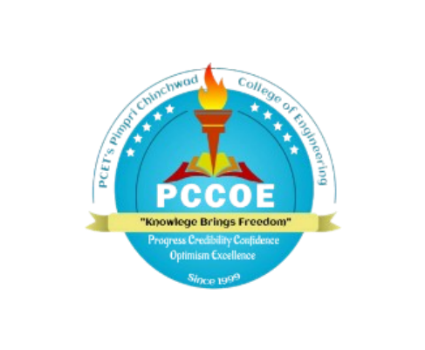 PCET's Pimpri Chinchwad College of Engineering
PCCOE
"Knowlege Brings Freedom"
Progress Credibility Confidence
Optimism Excellence
Since 1999